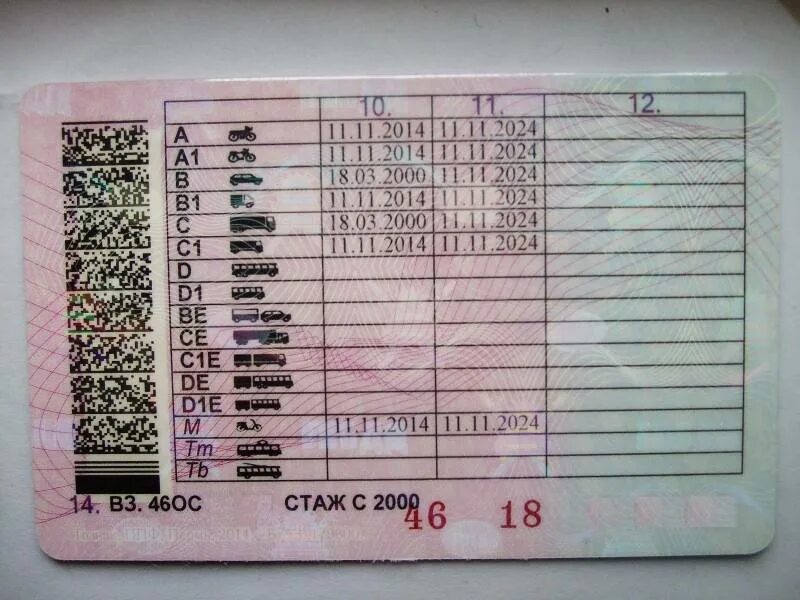 10. 11. 12.
A 11.11.2014 11.11.2024
A1 11.11.2014 11.11.2024
B 18.03.2000 11.11.2024
B1 11.11.2014 11.11.2024
C 18.03.2000 11.11.2024
C1 11.11.2014 11.11.2024
D
D1
BE
CE
C1E
DE
D1E
M 11.11.2014 11.11.2024
Tm
Tb
14. ВЗ. 46ОС СТАЖ С 2000
46 18